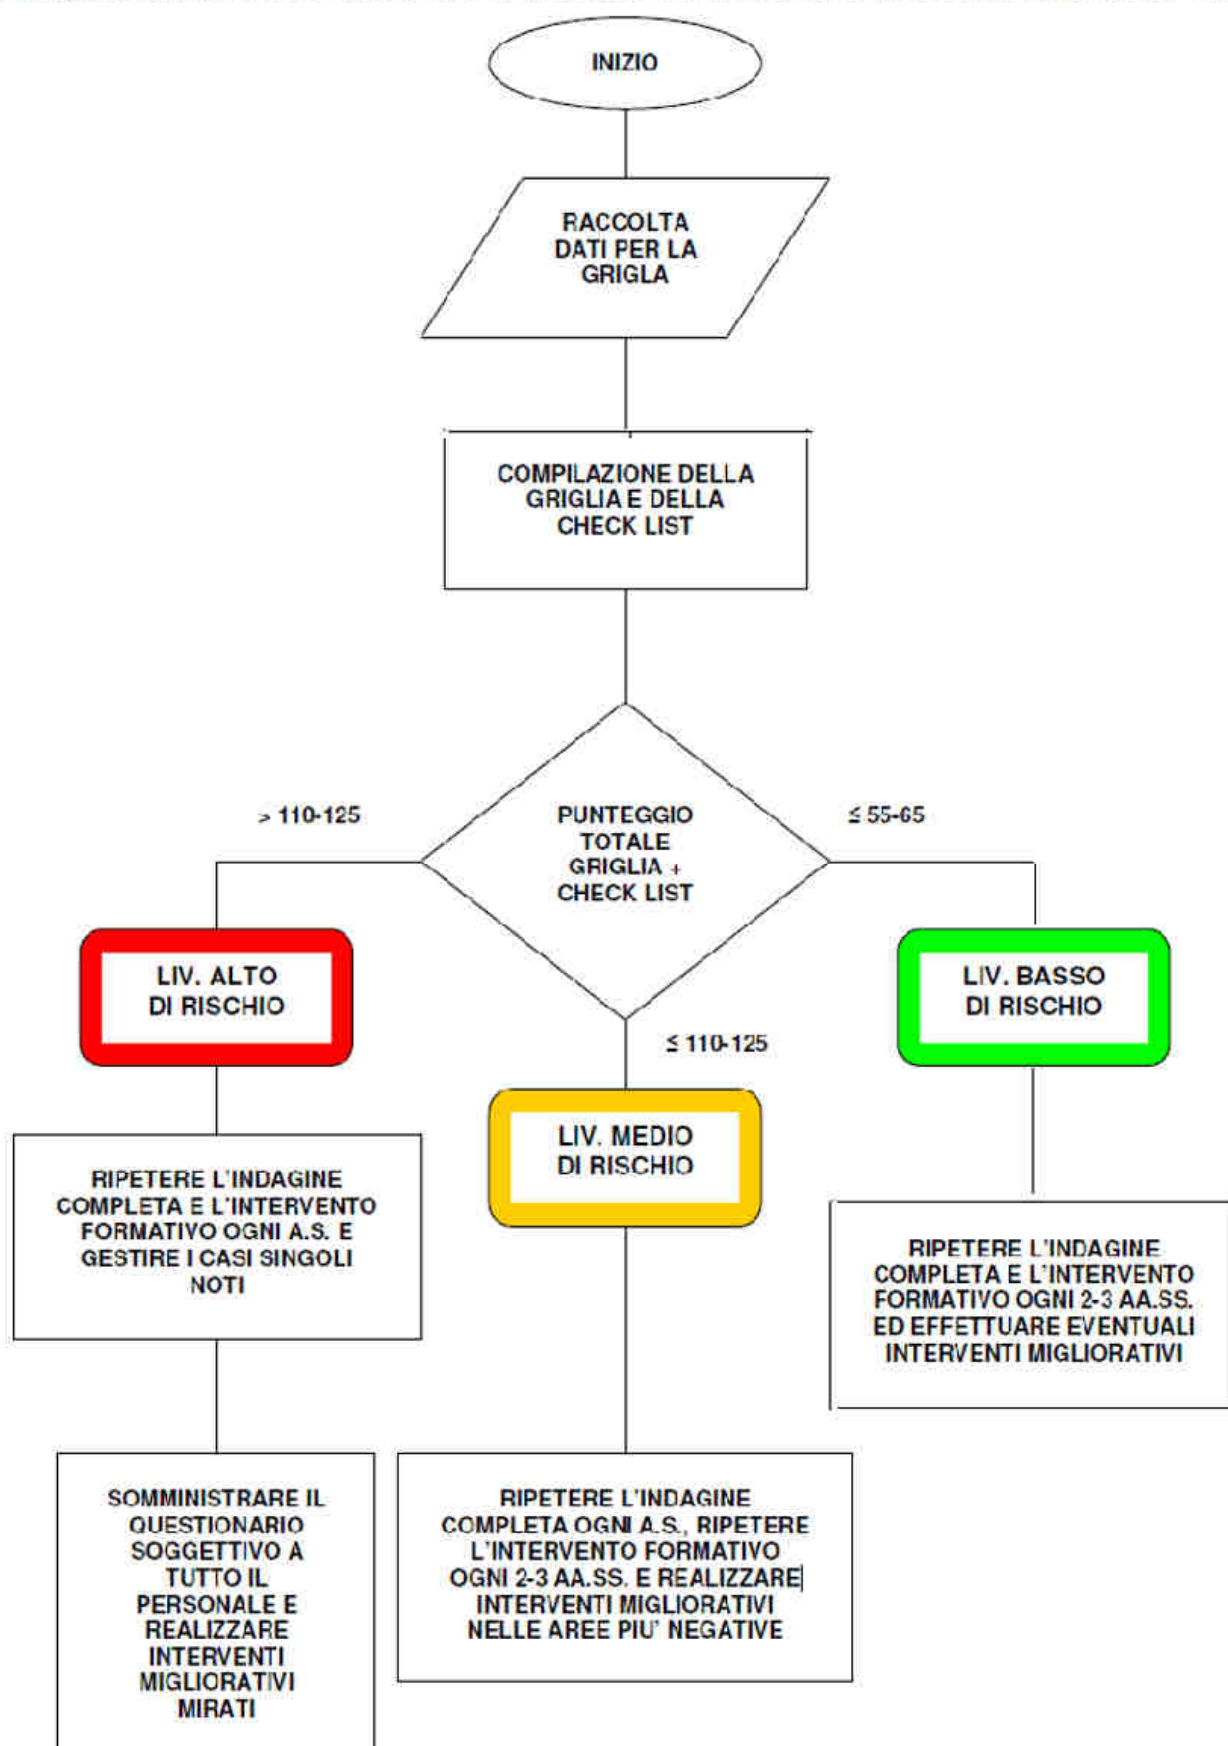 INIZIO
RACCOLTA
DATI PER LA
GRIGLA
COMPILAZIONE DELLA
GRIGLIA E DELLA
CHECK LIST
PUNTEGGIO
TOTALE
GRIGLIA +
CHECK LIST
> 110-125
≤ 55-65
≤ 110-125
LIV. ALTO
DI RISCHIO
LIV. MEDIO
DI RISCHIO
LIV. BASSO
DI RISCHIO
RIPETERE L'INDAGINE
COMPLETA E L'INTERVENTO
FORMATIVO OGNI A.S. E
GESTIRE I CASI SINGOLI
NOTI
RIPETERE L'INDAGINE
COMPLETA E L'INTERVENTO
FORMATIVO OGNI 2-3 AA.SS.
ED EFFETTUARE EVENTUALI
INTERVENTI MIGLIORATIVI
SOMMINISTRARE IL
QUESTIONARIO
SOGGETTIVO A
TUTTO IL
PERSONALE E
REALIZZARE
INTERVENTI
MIGLIORATIVI
MIRATI
RIPETERE L'INDAGINE
COMPLETA OGNI A.S., RIPETERE
L'INTERVENTO FORMATIVO
OGNI 2-3 AA.SS. E REALIZZARE
INTERVENTI MIGLIORATIVI
NELLE AREE PIU' NEGATIVE